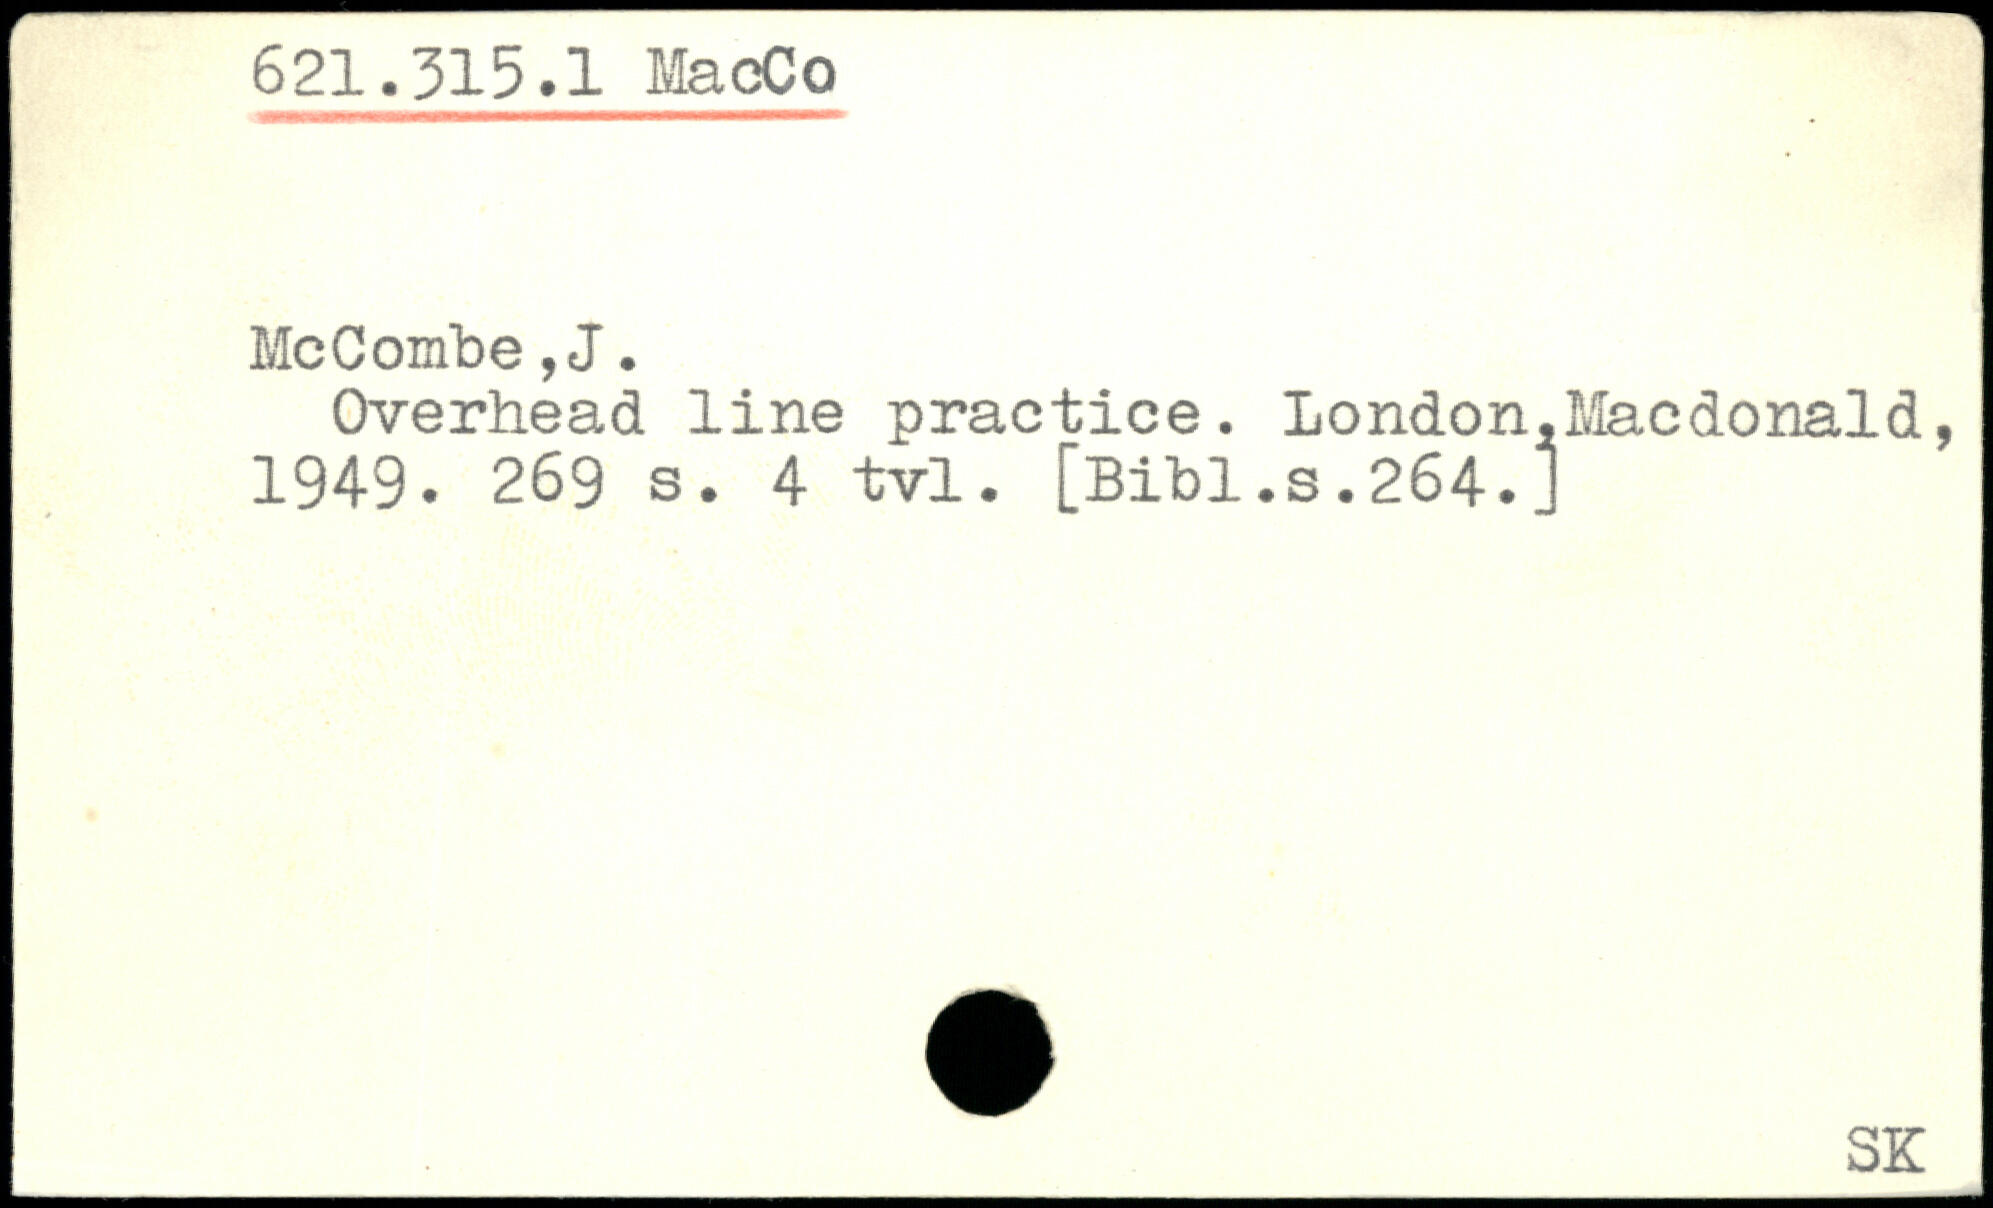 621.315.1 MacCo
McCombe,J.
Overhead line practice. London,Macdonald,
1949. 269 s. 4 tvl. [Bibl.s.264.]
SK